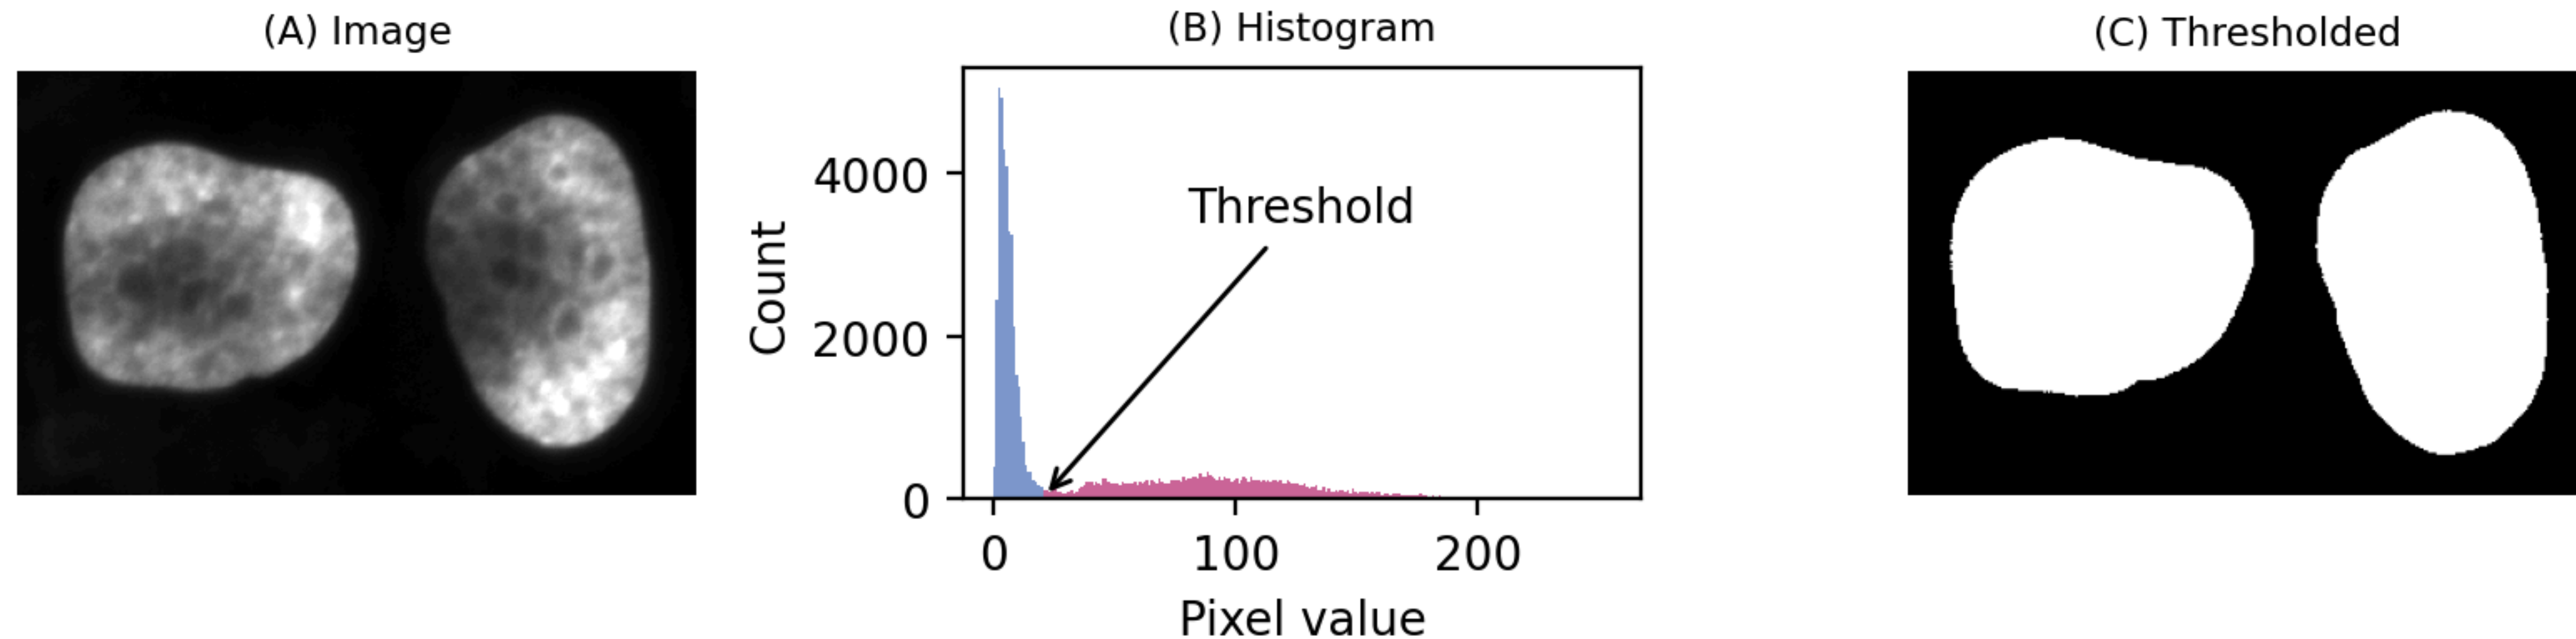 (A) Image
(B) Histogram
(C) Thresholded
Threshold
Count
4000
2000
0
0 100 200
Pixel value